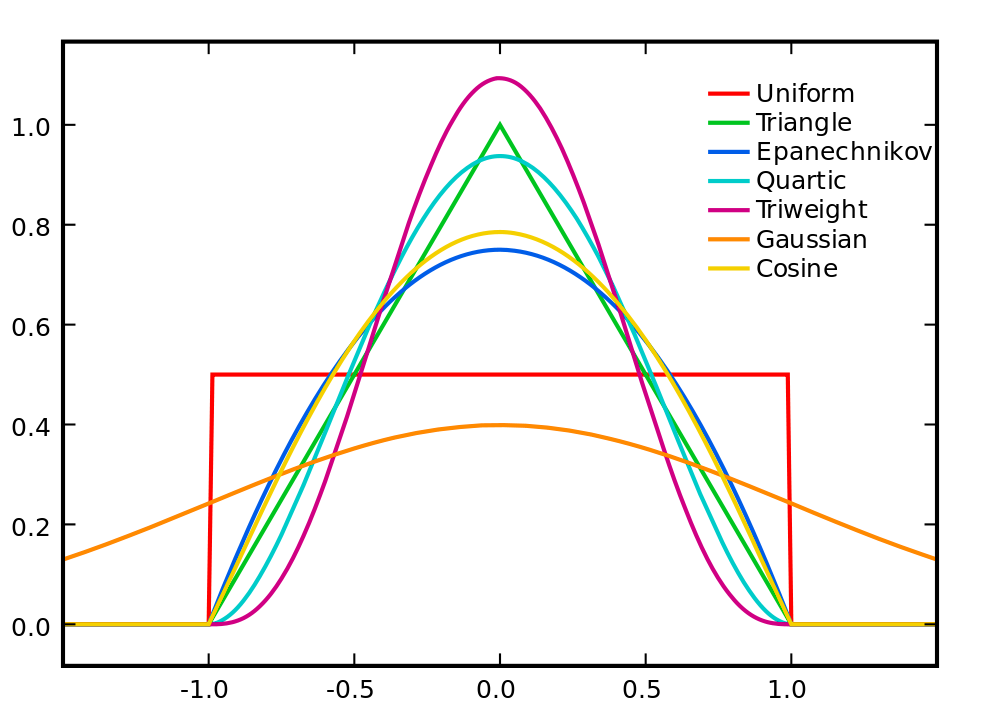 Uniform
Triangle
Epanechnikov
Quartic
Triweight
Gaussian
Cosine
1.0
0.8
0.6
0.4
0.2
0.0
-1.0 -0.5 0.0 0.5 1.0